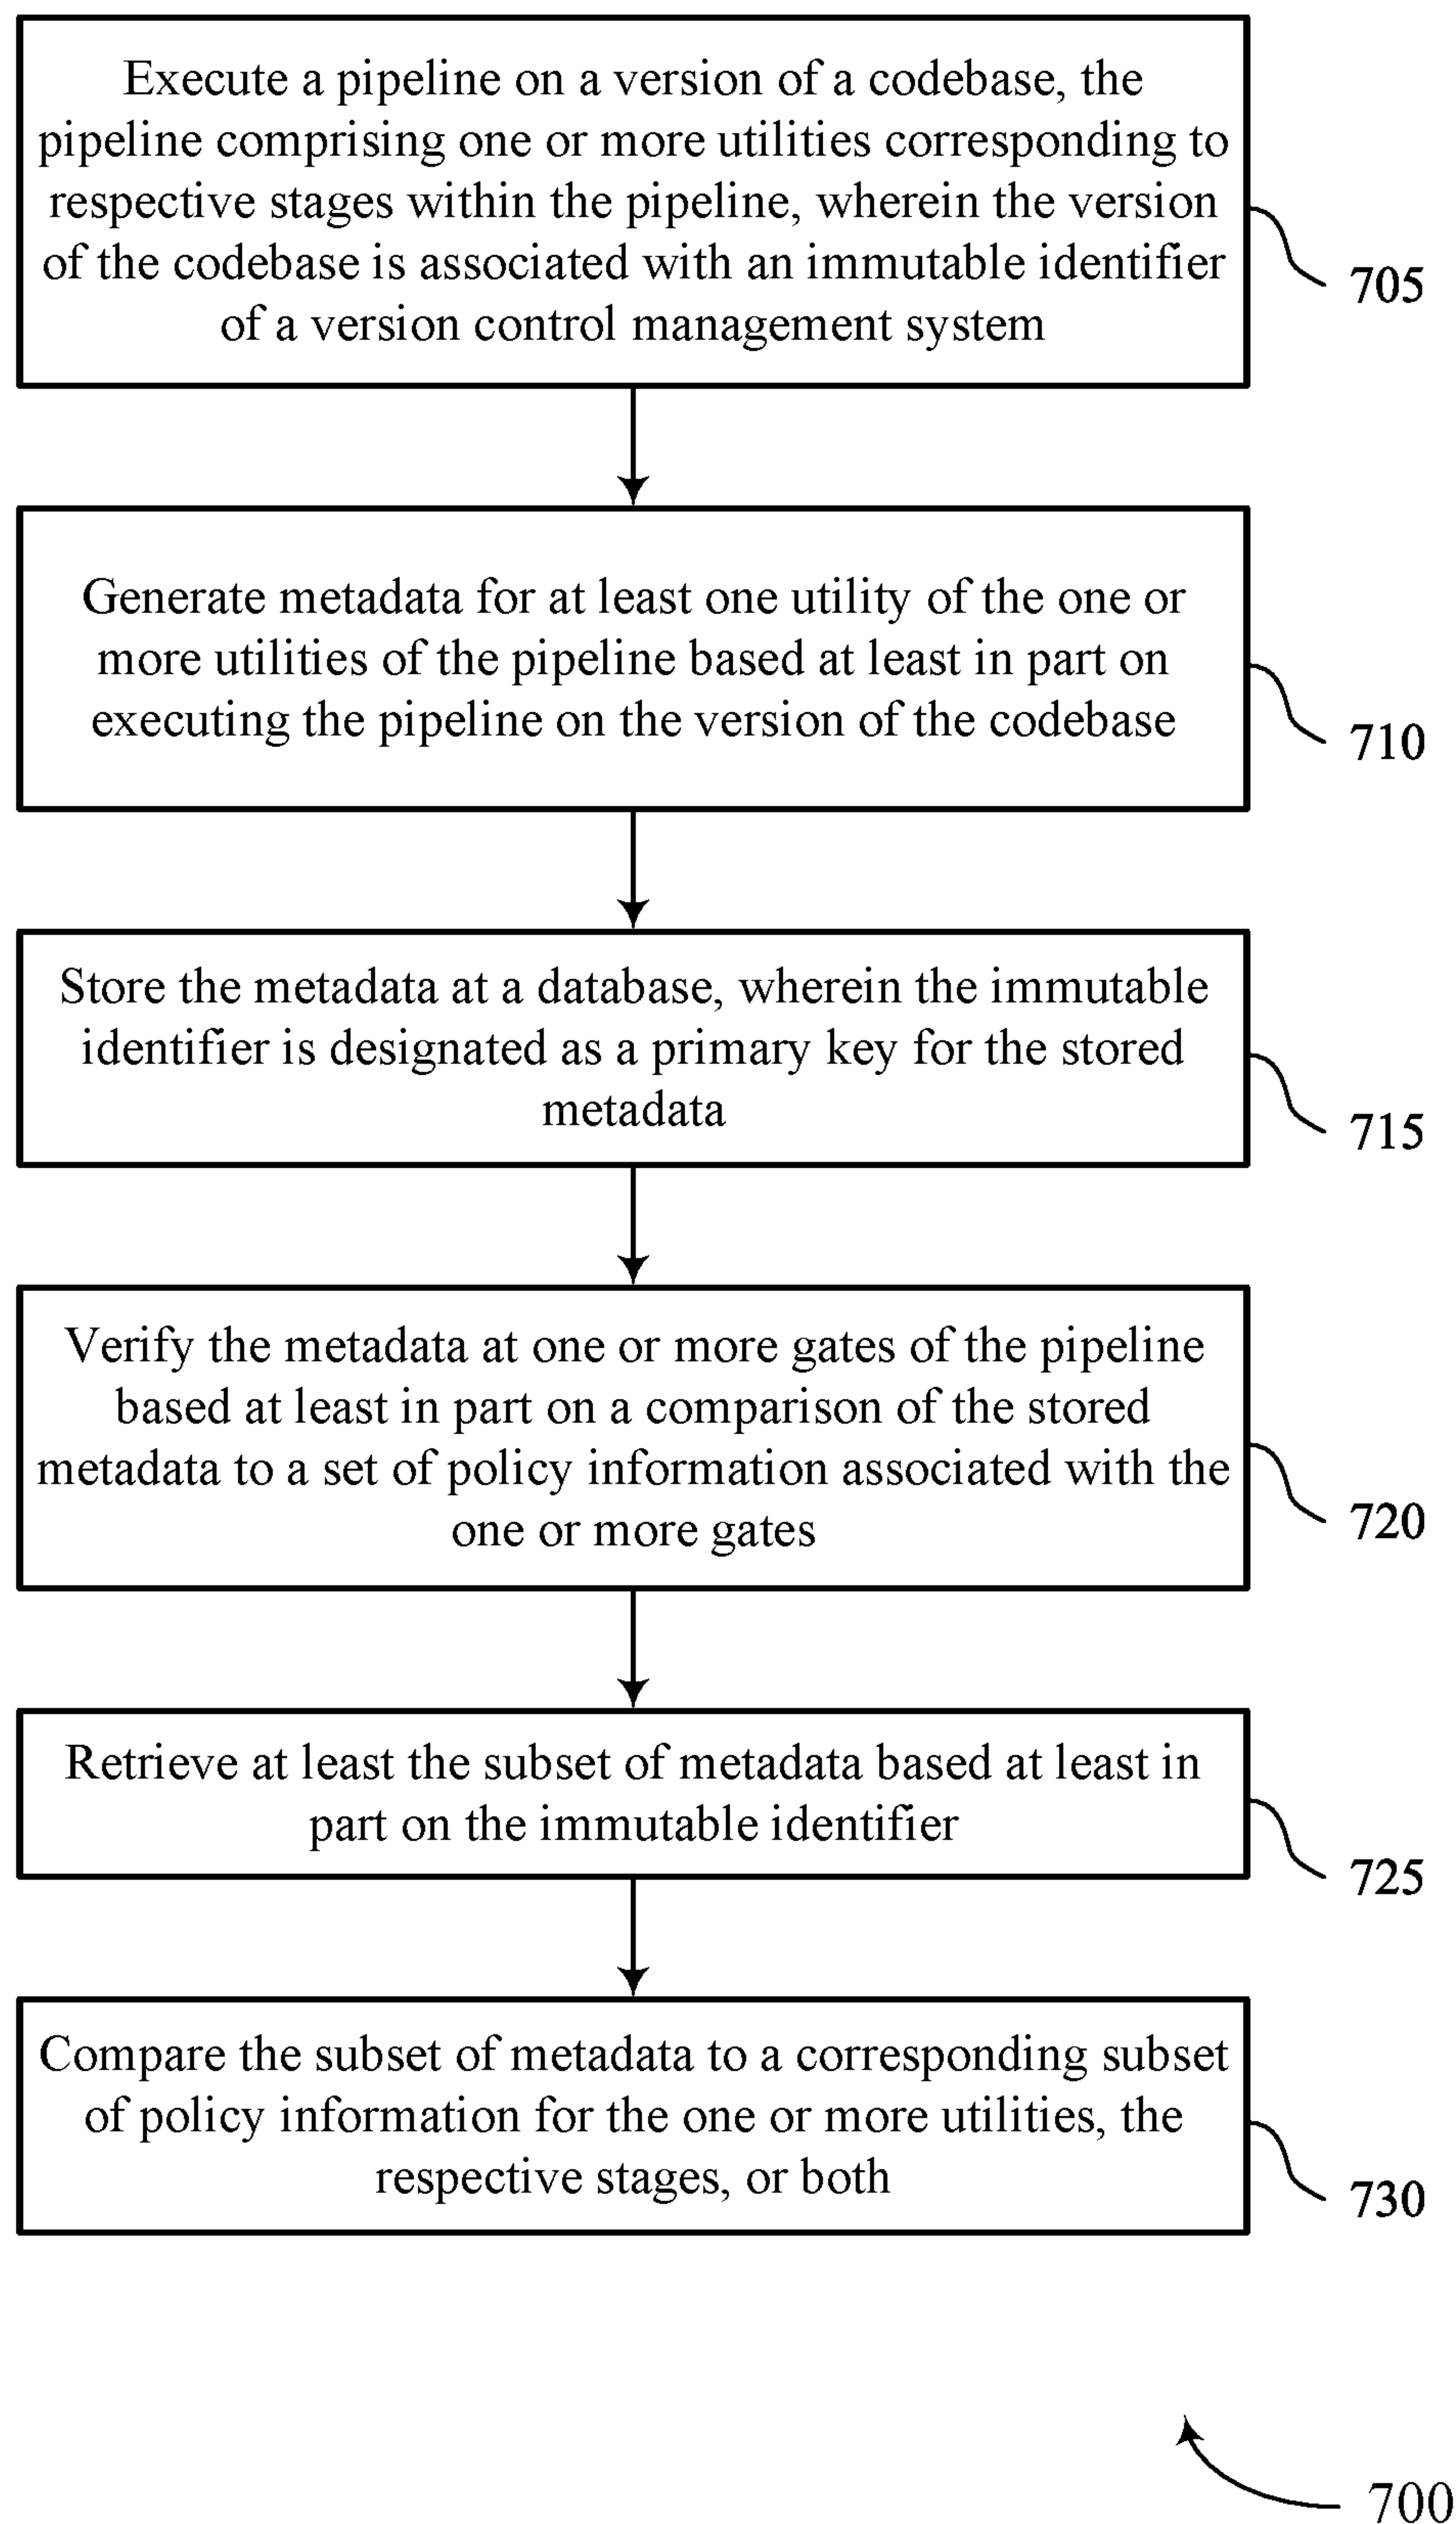 Execute a pipeline on a version of a codebase, the
pipeline comprising one or more utilities corresponding to
respective stages within the pipeline, wherein the version
of the codebase is associated with an immutable identifier
of a version control management system
705
Generate metadata for at least one utility of the one or
more utilities of the pipeline based at least in part on
executing the pipeline on the version of the codebase
710
Store the metadata at a database, wherein the immutable
identifier is designated as a primary key for the stored
metadata
715
Verify the metadata at one or more gates of the pipeline
based at least in part on a comparison of the stored
metadata to a set of policy information associated with the
one or more gates
720
Retrieve at least the subset of metadata based at least in
part on the immutable identifier
725
Compare the subset of metadata to a corresponding subset
of policy information for the one or more utilities, the
respective stages, or both
730
700